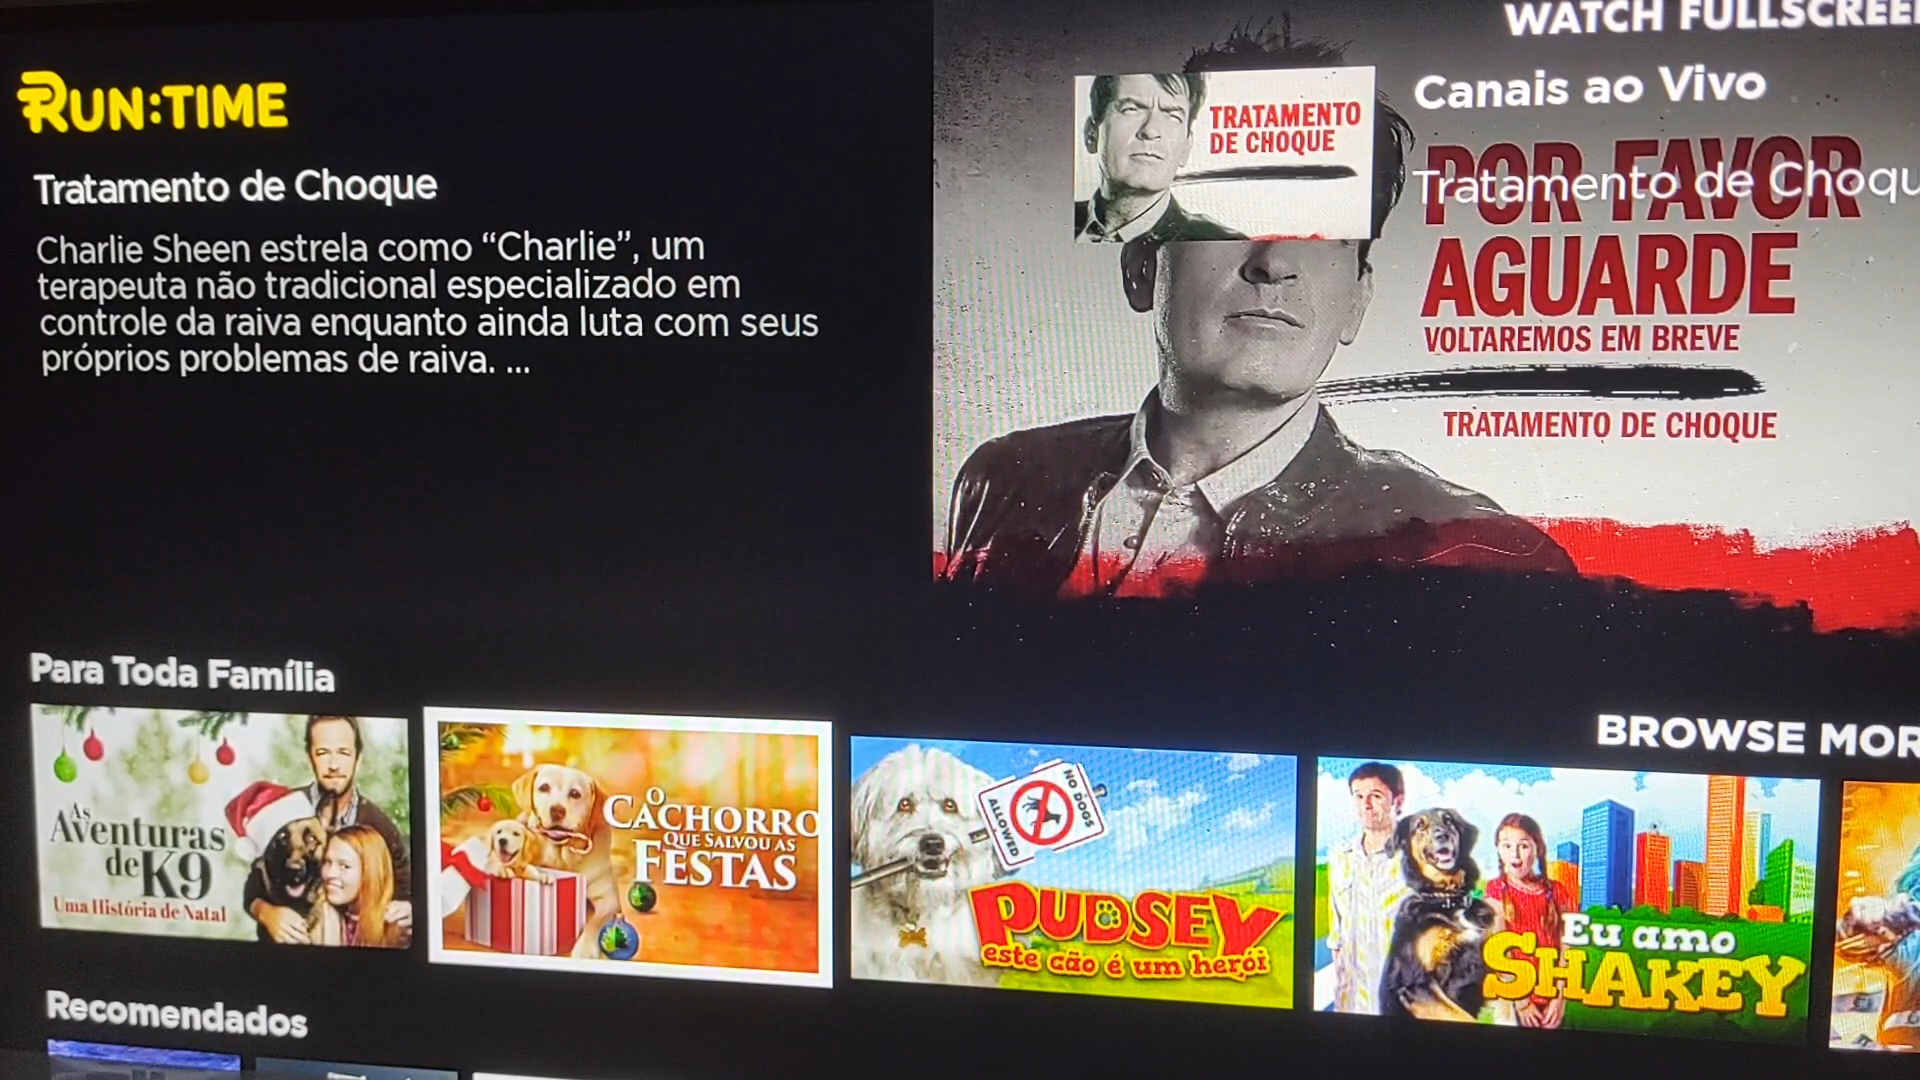 RUN:TIME
Tratamento de Choque
Charlie Sheen estrela como “Charlie”, um
terapeuta não tradicional especializado em
controle da raiva enquanto ainda luta com seus
próprios problemas de raiva. ...
WATCH FULLSCREE
Canais ao Vivo
TRATAMENTO
DE CHOQUE
Tratamento de Choqu
POR FAVOR
AGUARDE
VOLTAREMOS EM BREVE
TRATAMENTO DE CHOQUE
Para Toda Família
BROWSE MOR
As
Aventuras
de K9
Uma História de Natal
O
CACHORRO
QUE SALVOU AS
FESTAS
NO DOGS
ALLOWED
PUDSEY
este cão é um herói
Eu amo
SHAKEY
Recomendados